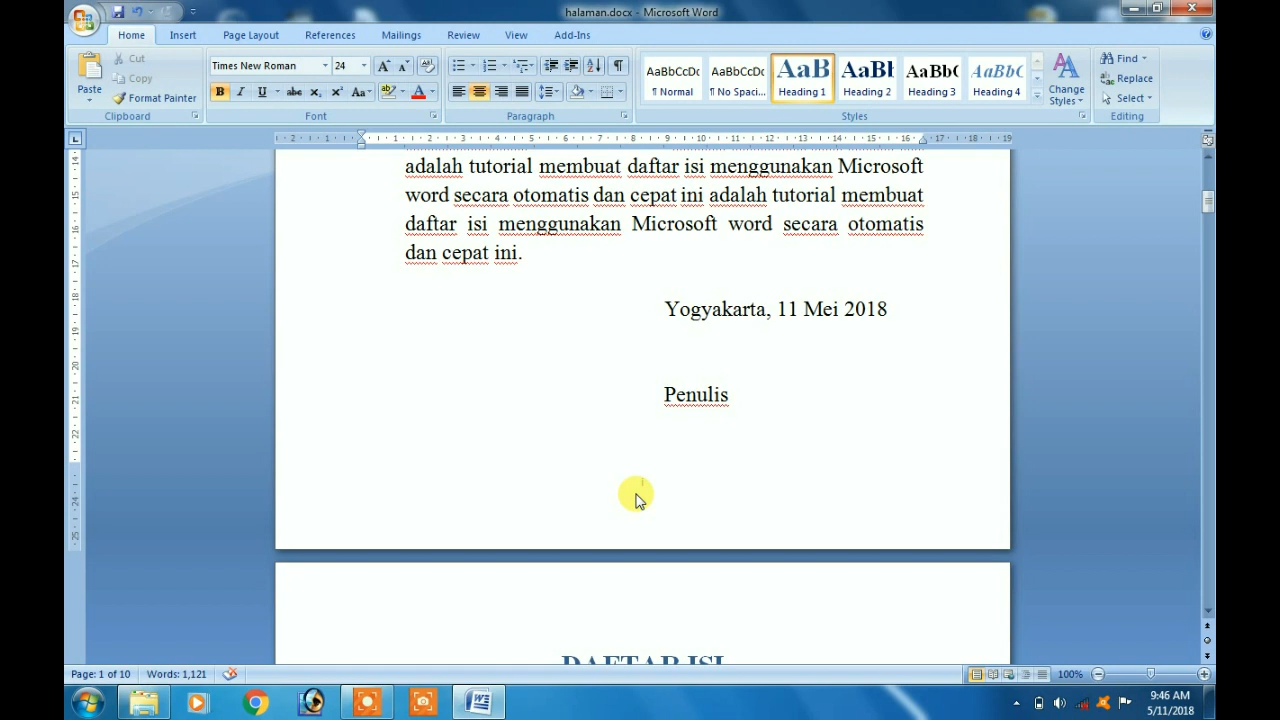 halaman.docx - Microsoft Word
Home Insert Page Layout References Mailings Review View Add-Ins
Paste
Cut
Copy
Format Painter
Clipboard
Times New Roman 24
Font
Paragraph
AaBbCcDc AaBbCcDc AaB AaBb AaBb( AaBbC
¶ Normal ¶ No Spaci... Heading 1 Heading 2 Heading 3 Heading 4
Change Styles
Styles
Find
Replace
Select
Editing
adalah tutorial membuat daftar isi menggunakan Microsoft
word secara otomatis dan cepat ini adalah tutorial membuat
daftar isi menggunakan Microsoft word secara otomatis
dan cepat ini.
Yogyakarta, 11 Mei 2018
Penulis
DAFTAR ISI
Page: 1 of 10 Words: 1,121 100%
9:46 AM
5/11/2018